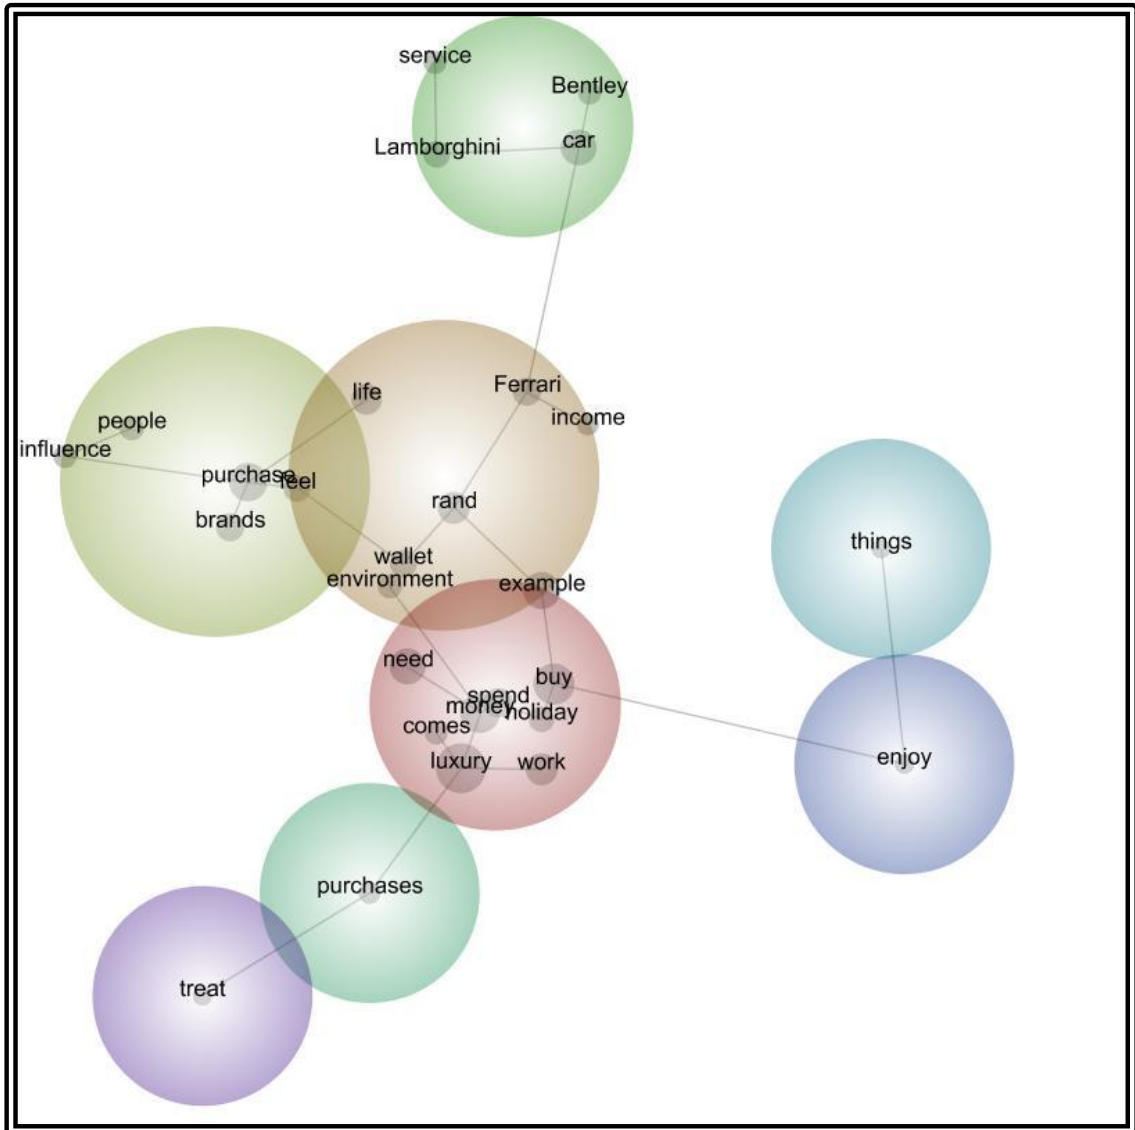 service
Bentley
car
Lamborghini
life
Ferrari
income
people
influence
purchase
feel
rand
brands
things
wallet
environment
example
need
buy
spend
money
holiday
comes
luxury
work
enjoy
purchases
treat